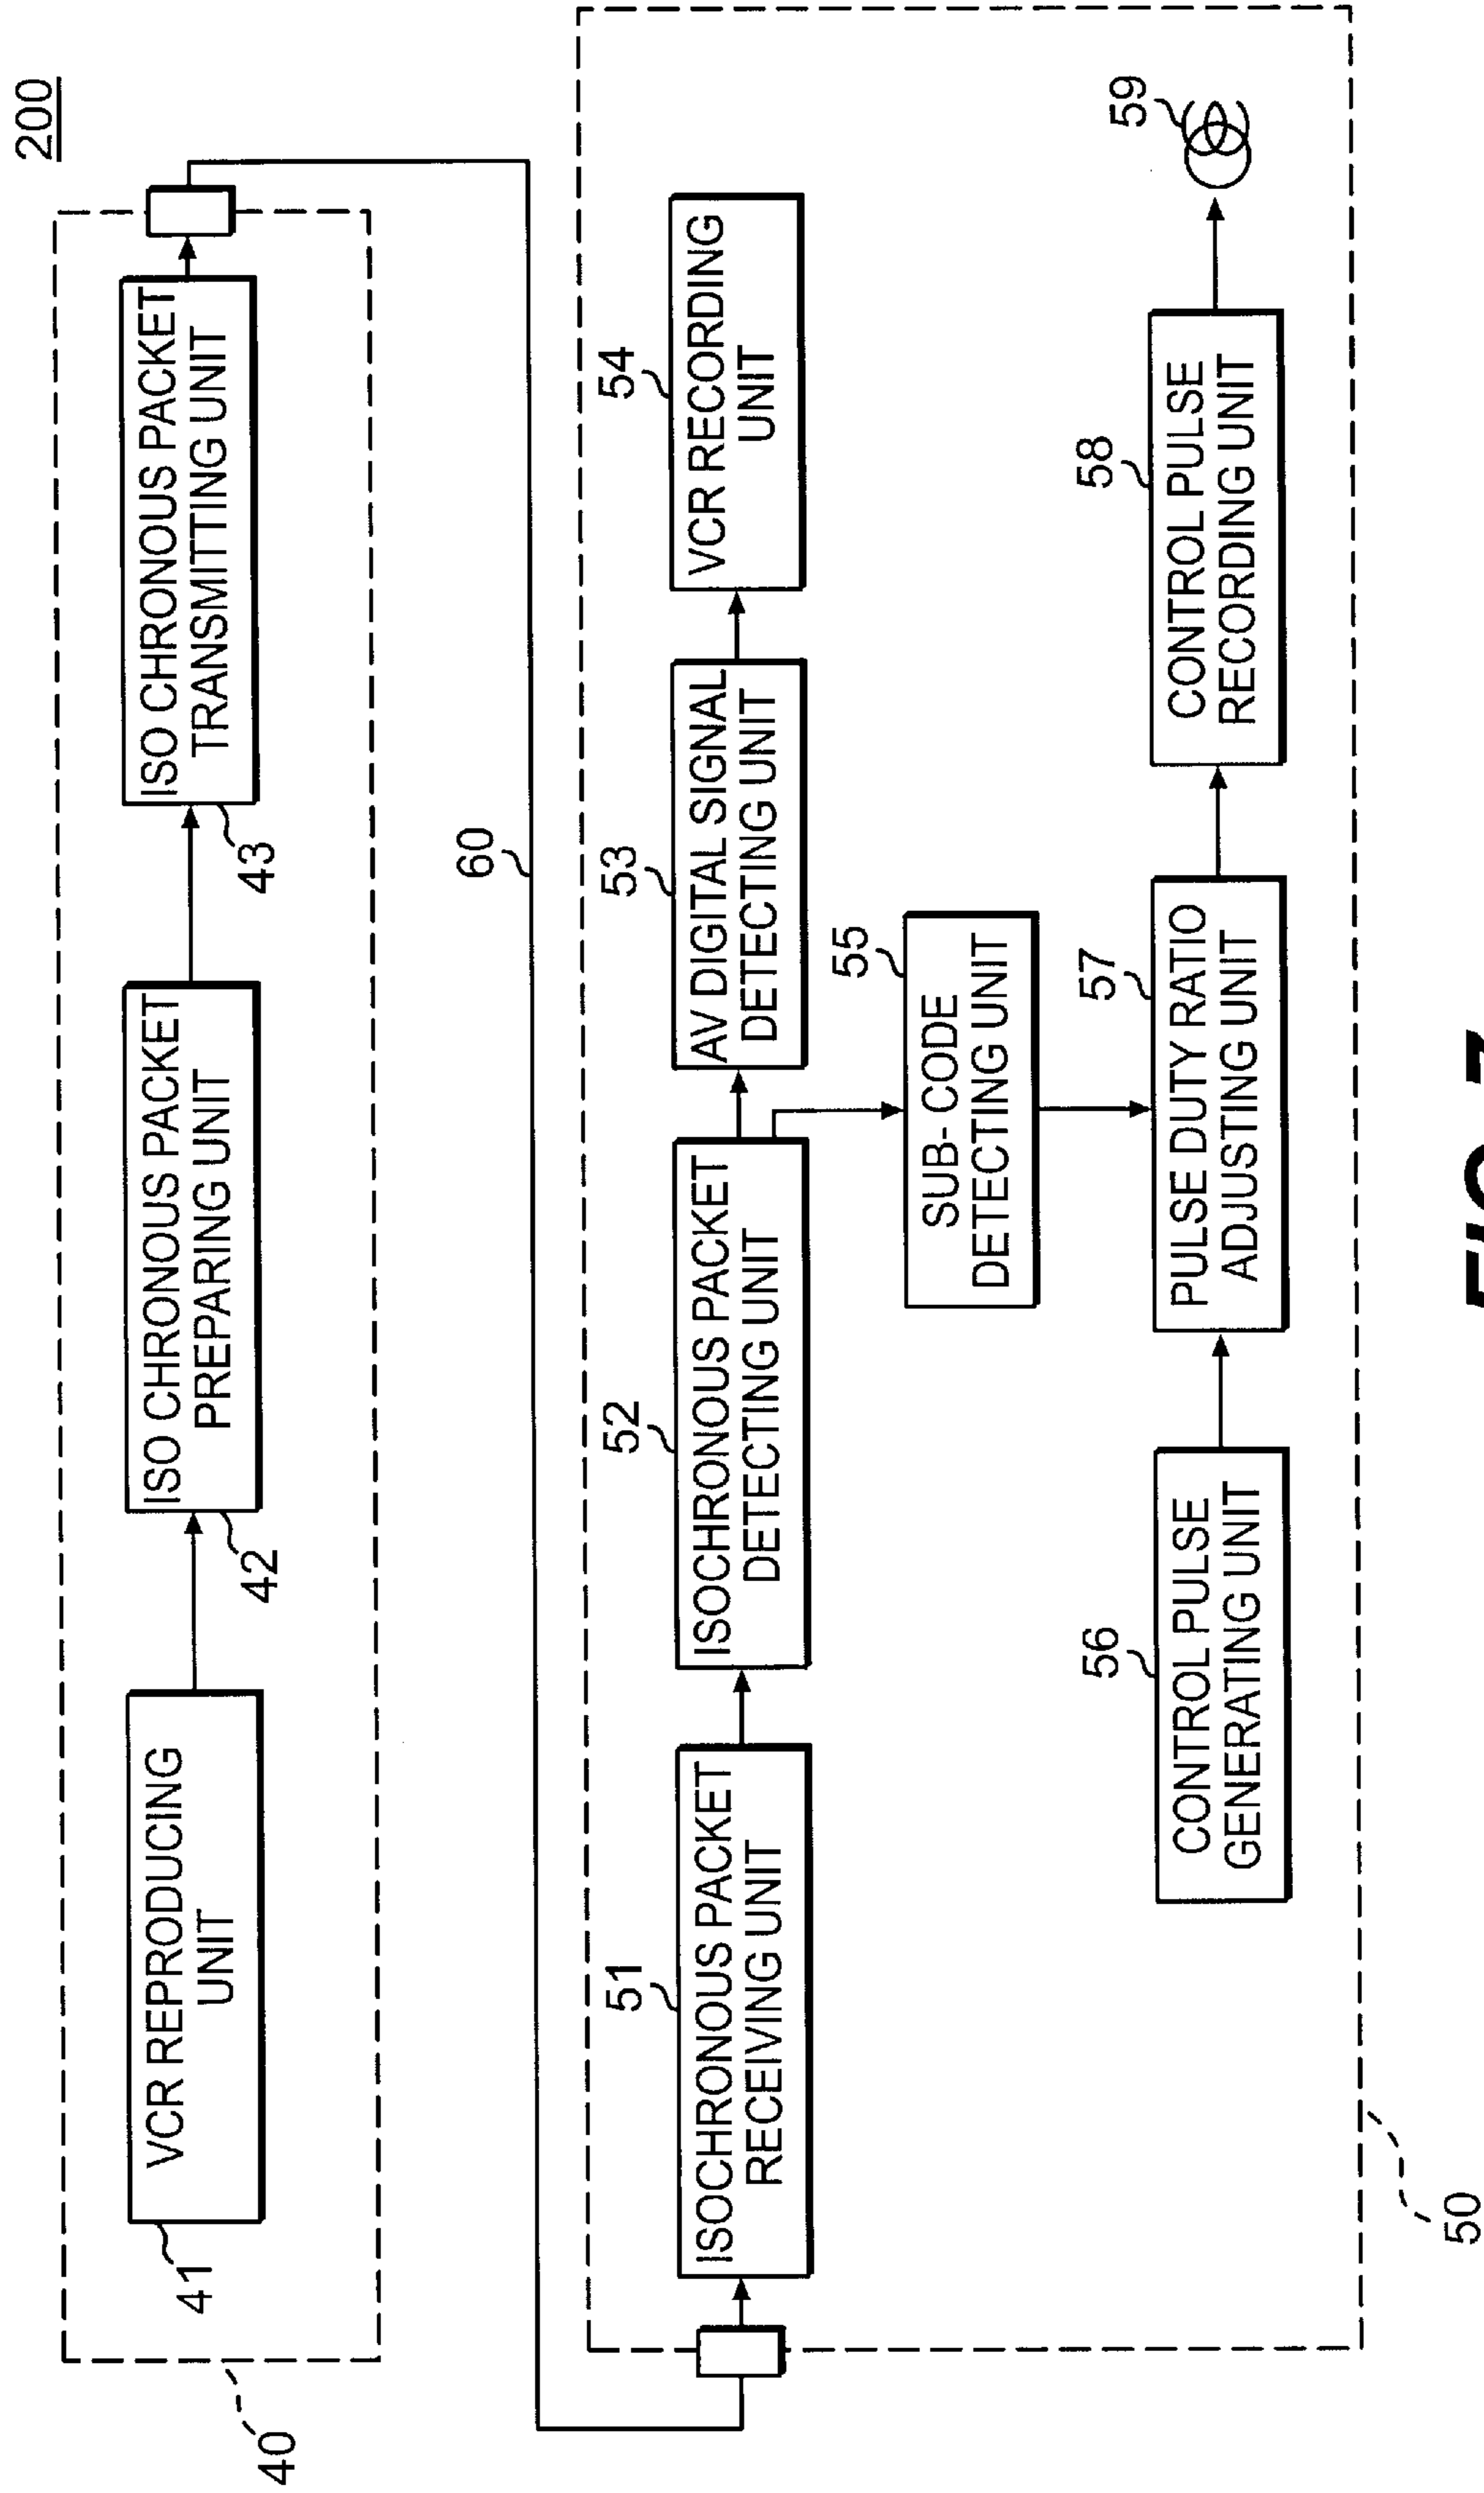 200
VCR REPRODUCING
UNIT
41
ISO CHRONOUS PACKET
PREPARING UNIT
42
ISO CHRONOUS PACKET
TRANSMITTING UNIT
43
40
60
51
ISOCHRONOUS PACKET
RECEIVING UNIT
52
ISOCHRONOUS PACKET
DETECTING UNIT
53
AV DIGITAL SIGNAL
DETECTING UNIT
54
VCR RECORDING
UNIT
55
SUB- CODE
DETECTING UNIT
56
CONTROL PULSE
GENERATING UNIT
57
PULSE DUTY RATIO
ADJUSTING UNIT
58
CONTROL PULSE
RECORDING UNIT
59
50